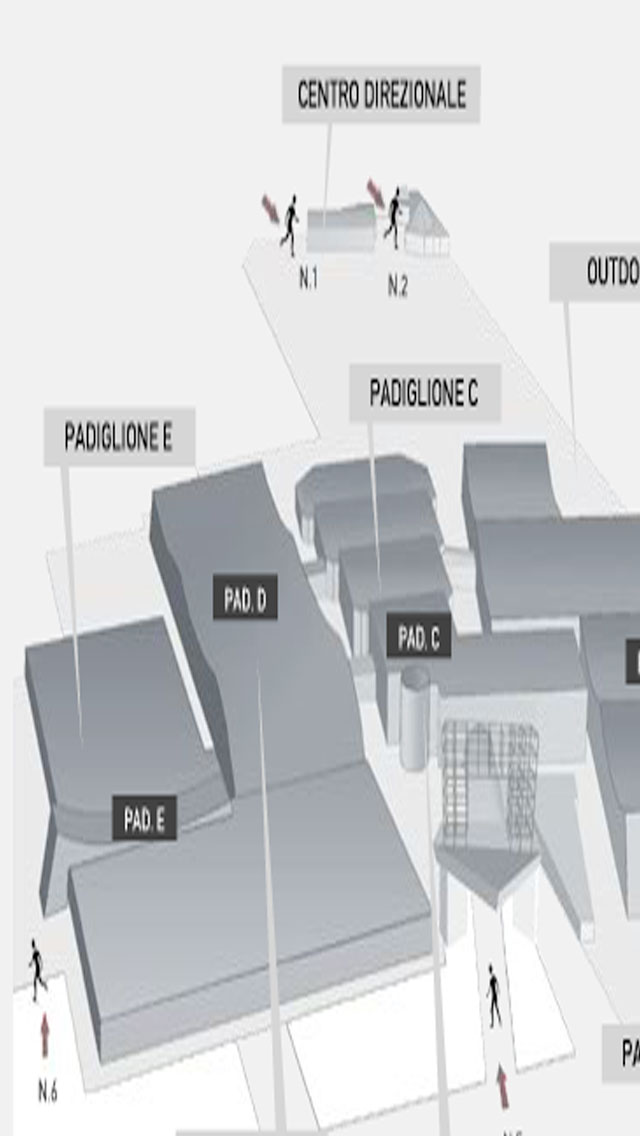 CENTRO DIREZIONALE
N.1
N.2
OUTDO
PADIGLIONE C
PADIGLIONE E
PAD. D
PAD. C
PAD. E
PA
N.6